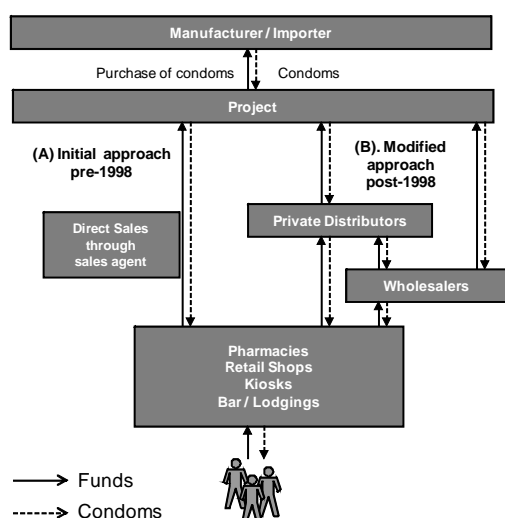 Manufacturer / Importer
Purchase of condoms
Condoms
Project
(A) Initial approach
pre-1998
(B). Modified
approach
post-1998
Direct Sales
through
sales agent
Private Distributors
Wholesalers
Pharmacies
Retail Shops
Kiosks
Bar / Lodgings
Funds
Condoms